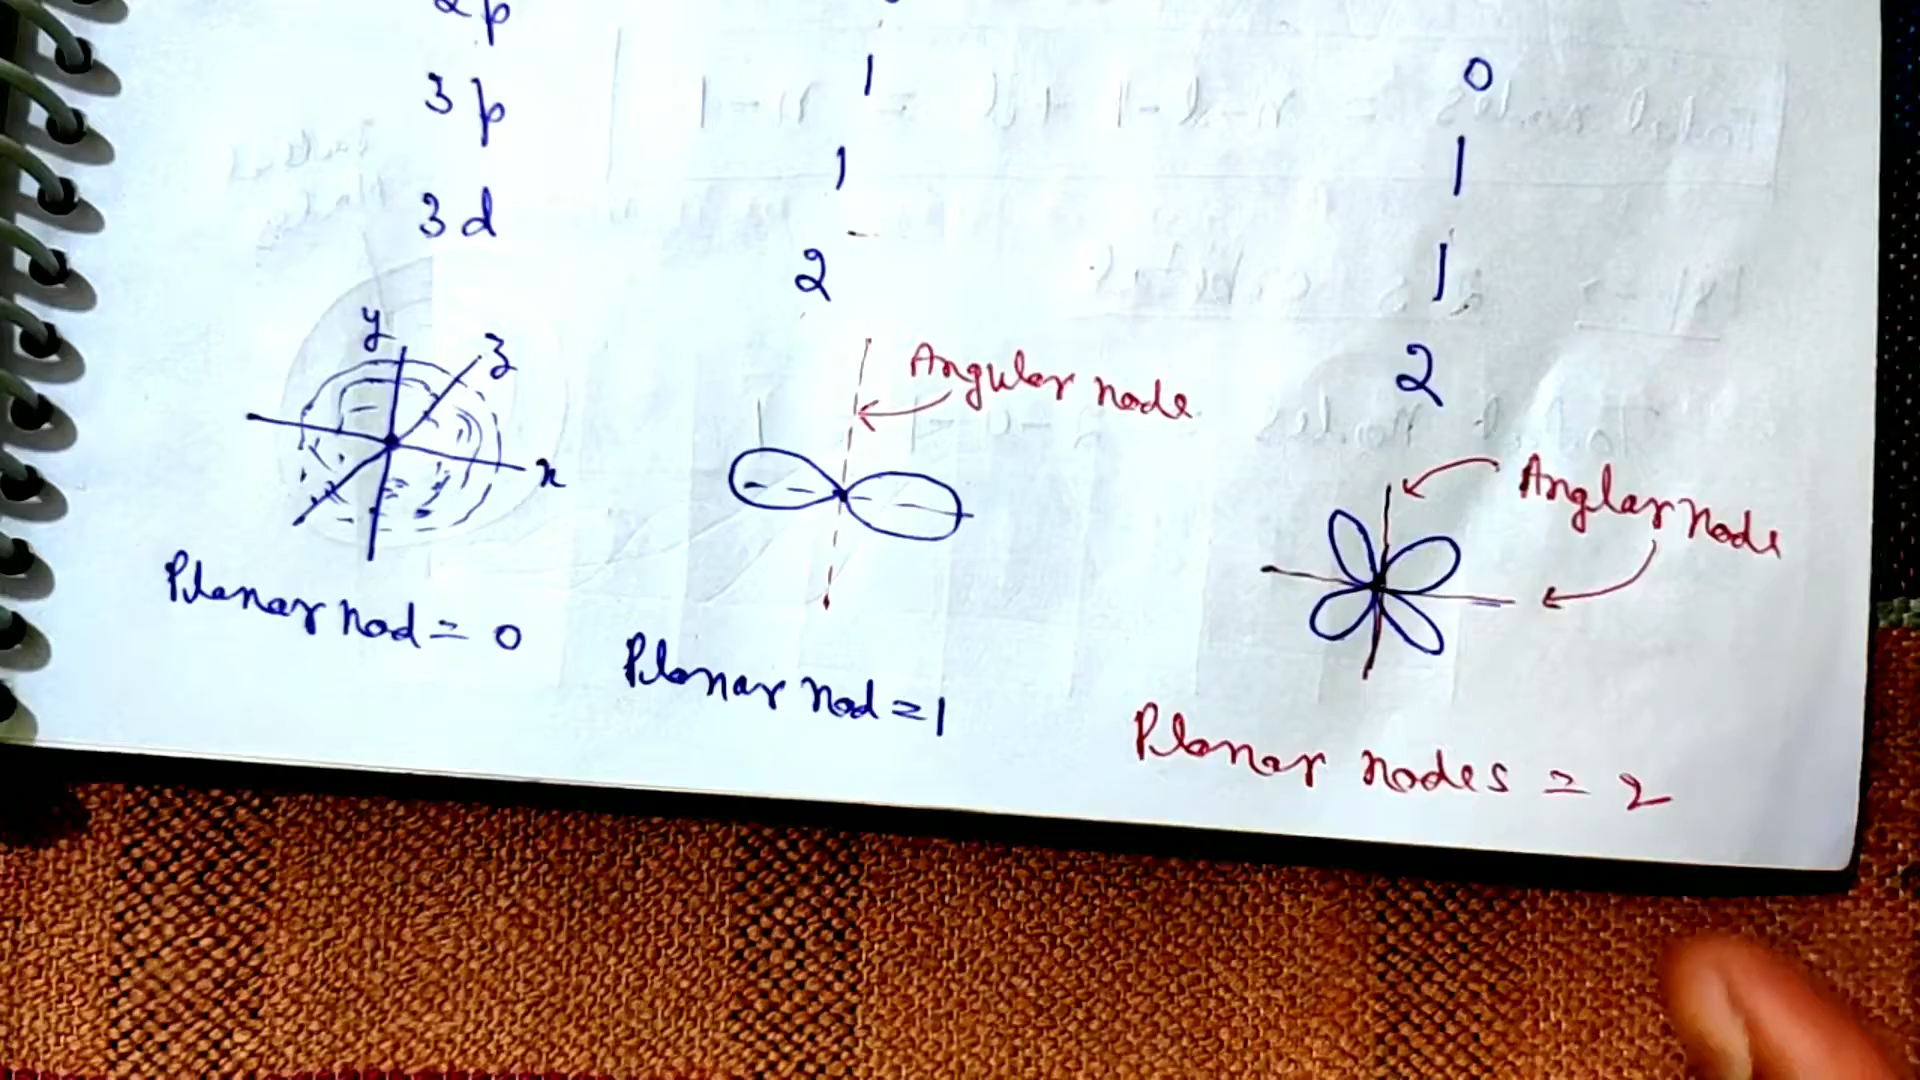 2p
3p 1 0
3d 1 1
2 1
y z 2
Angular node
x
Anglar node
Planar nod = 0
Planar nod = 1
Planar nodes = 2